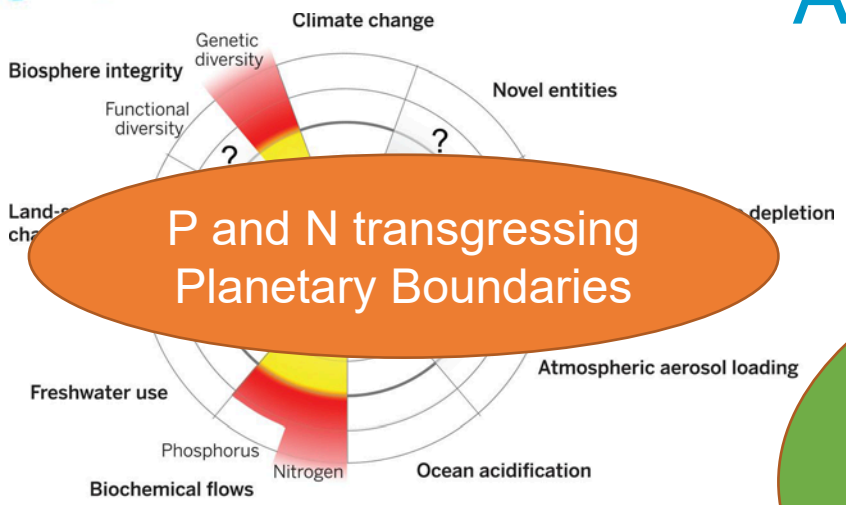 A
Climate change
Genetic
diversity
Biosphere integrity
Novel entities
Functional
diversity
?
?
depletion
P and N transgressing
Planetary Boundaries
Atmospheric aerosol loading
Freshwater use
Phosphorus
Nitrogen
Ocean acidification
Biochemical flows